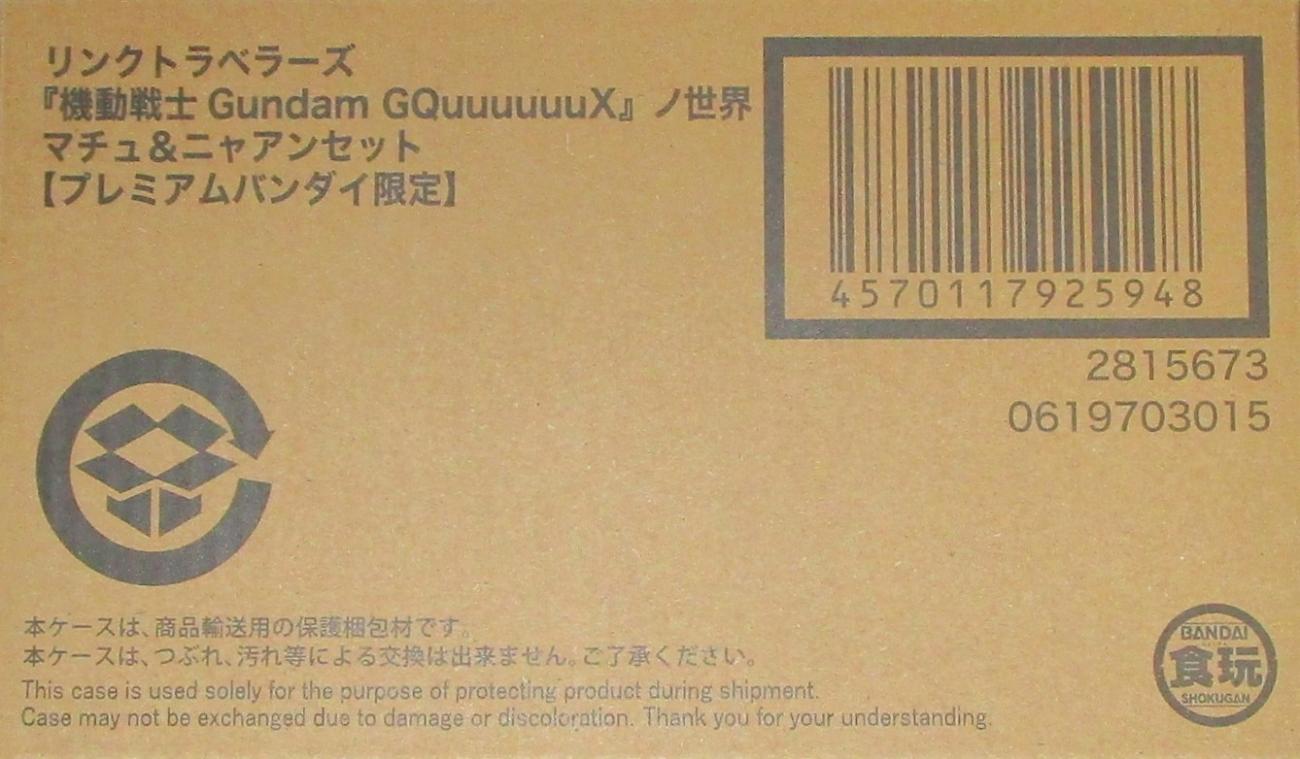 リンクトラベラーズ
『機動戦士 Gundam GQuuuuuuX』ノ世界
マチュ&ニャアンセット
【プレミアムバンダイ限定】
4570117925948
2815673
0619703015
本ケースは、商品輸送用の保護梱包材です。
本ケースは、つぶれ、汚れ等による交換は出来ません。ご了承ください。
This case is used solely for the purpose of protecting product during shipment.
Case may not be exchanged due to damage or discoloration. Thank you for your understanding.
BANDAI
食玩
SHOKUGAN